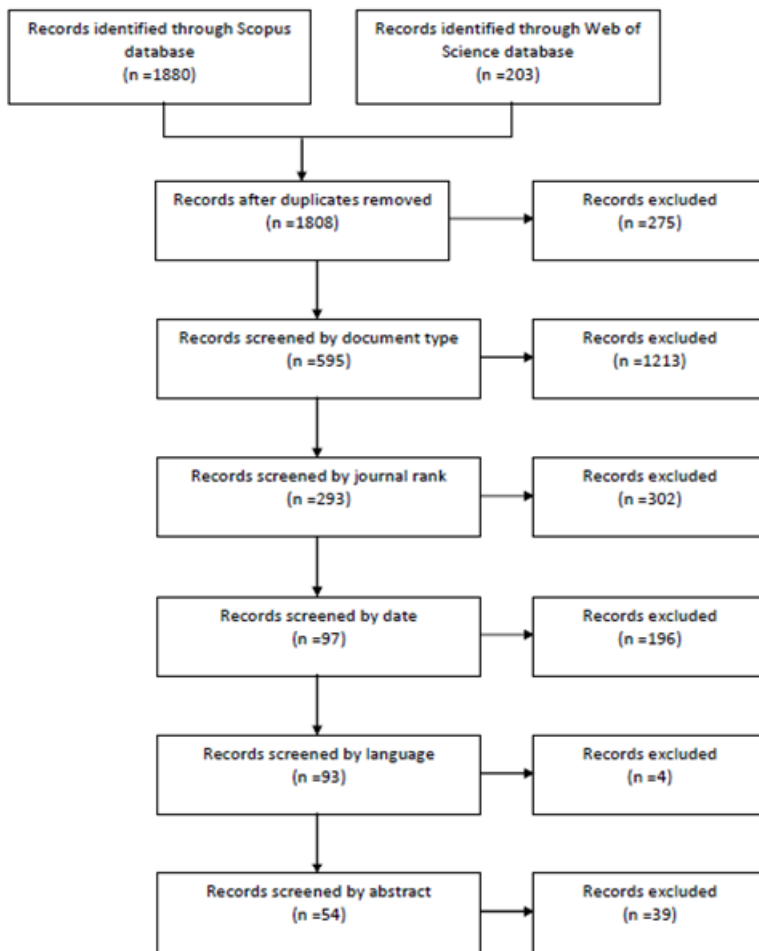 Records identified through Scopus
database
(n =1880)
Records identified through Web of
Science database
(n =203)
Records after duplicates removed
(n =1808)
Records excluded
(n =275)
Records screened by document type
(n =595)
Records excluded
(n =1213)
Records screened by journal rank
(n =293)
Records excluded
(n =302)
Records screened by date
(n =97)
Records excluded
(n =196)
Records screened by language
(n =93)
Records excluded
(n =4)
Records screened by abstract
(n =54)
Records excluded
(n =39)